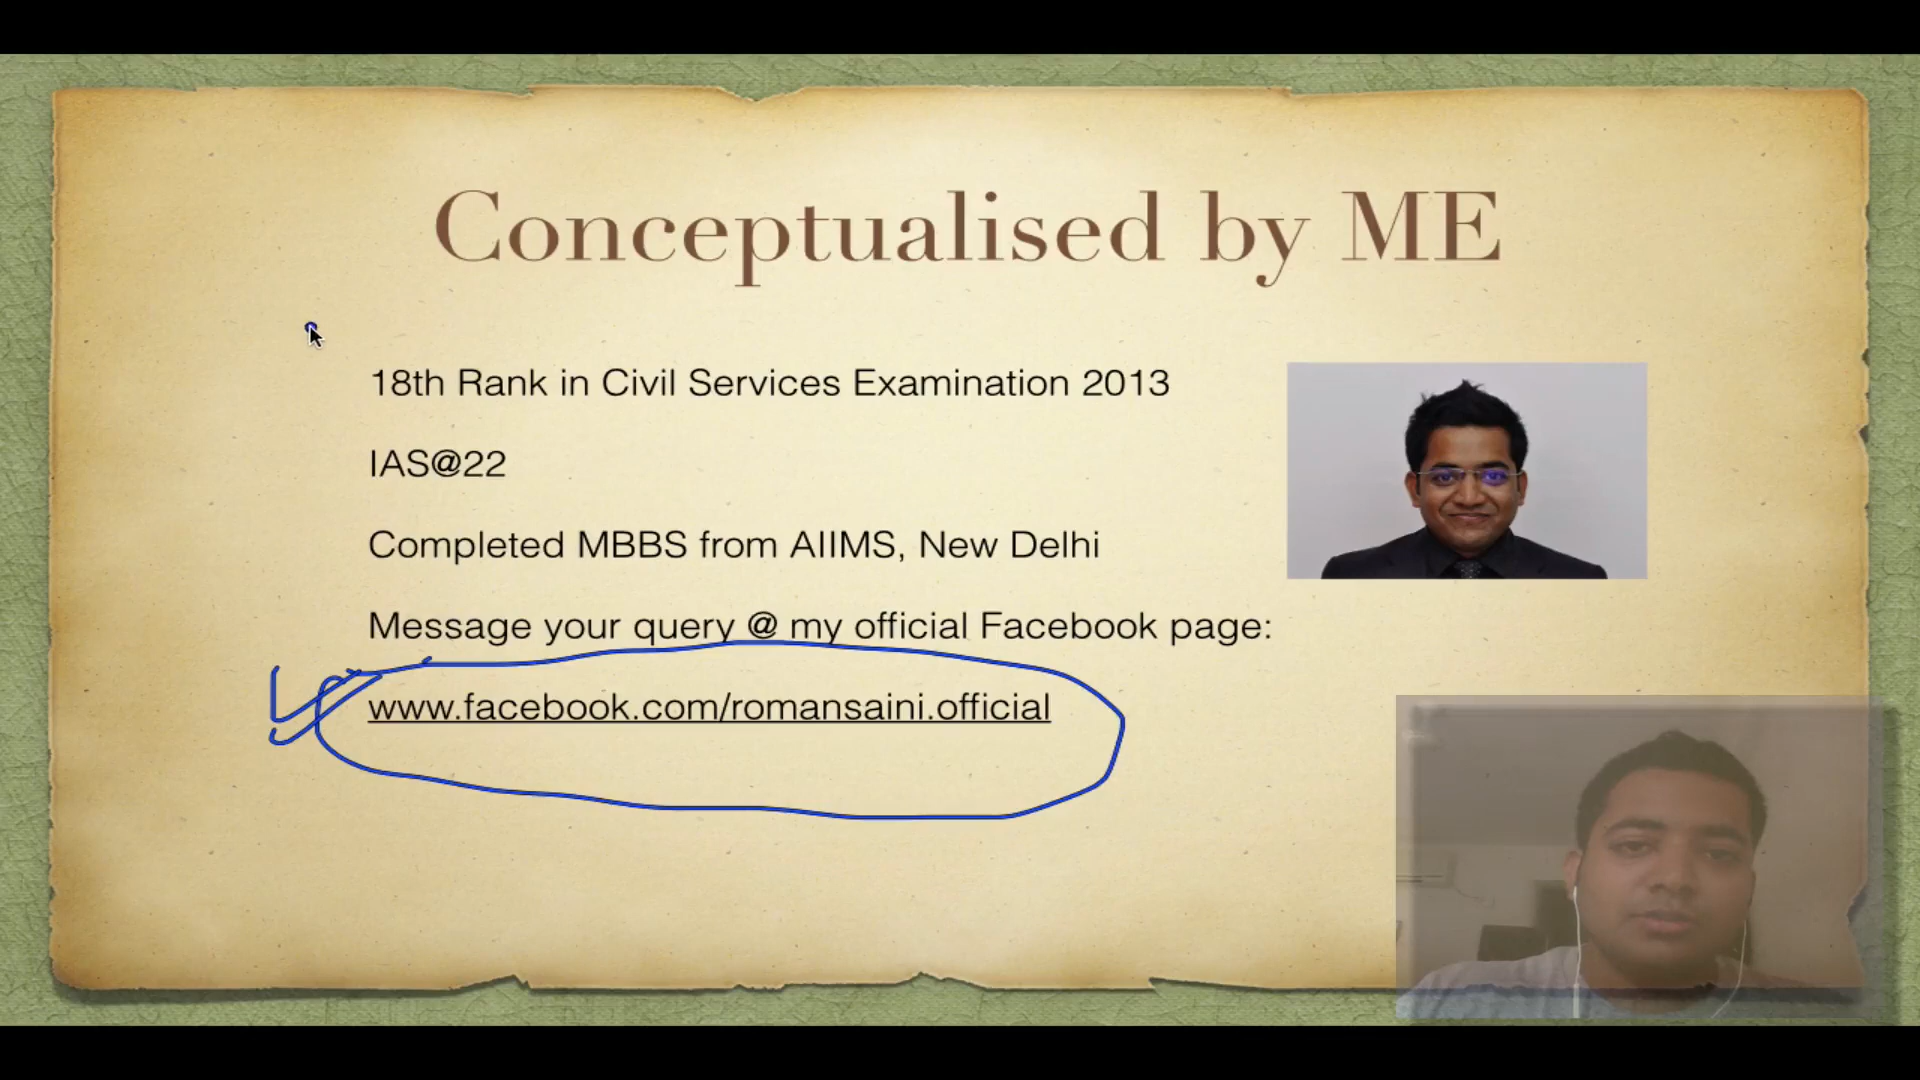 Conceptualised by ME
18th Rank in Civil Services Examination 2013
IAS@22
Completed MBBS from AIIMS, New Delhi
Message your query @ my official Facebook page:
www.facebook.com/romansaini.official